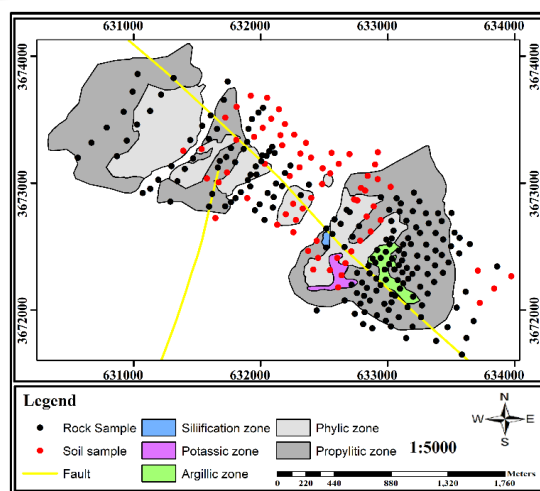 631000 632000 633000 634000
3674000 3674000
3673000 3673000
3672000 3672000
631000 632000 633000 634000
Legend
Rock Sample Siliification zone Phylic zone
Soil sample Potassic zone Propylitic zone
Fault Argillic zone
N
W E
S
1:5000
Meters
0 220 440 880 1,320 1,760